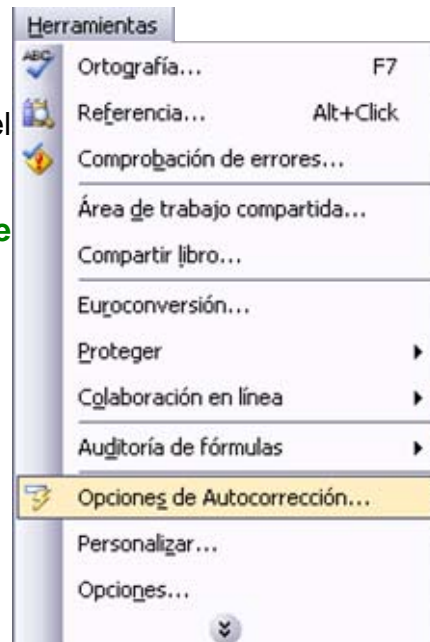 Herramientas
Ortografía... F7
el
Referencia... Alt+Click
Comprobación de errores...
Área de trabajo compartida...
e
Compartir libro...
Euroconversión...
Proteger
Colaboración en línea
Auditoría de fórmulas
Opciones de Autocorrección...
Personalizar...
Opciones...